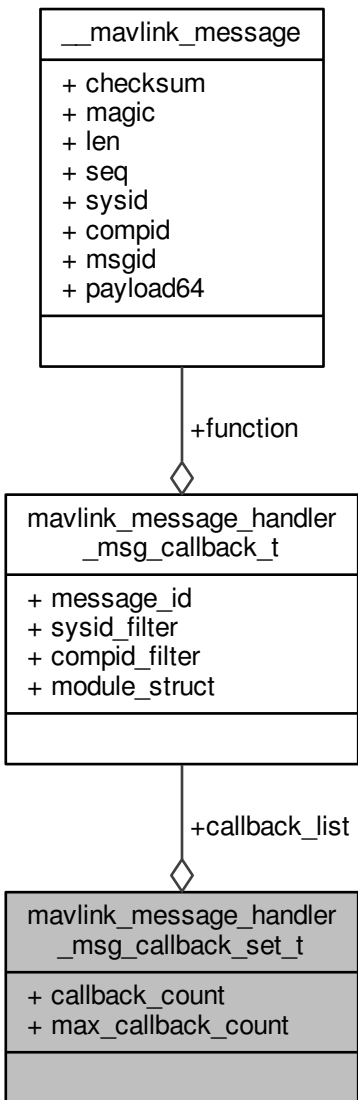 __mavlink_message
+ checksum
+ magic
+ len
+ seq
+ sysid
+ compid
+ msgid
+ payload64
+function
mavlink_message_handler
_msg_callback_t
+ message_id
+ sysid_filter
+ compid_filter
+ module_struct
+callback_list
mavlink_message_handler
_msg_callback_set_t
+ callback_count
+ max_callback_count